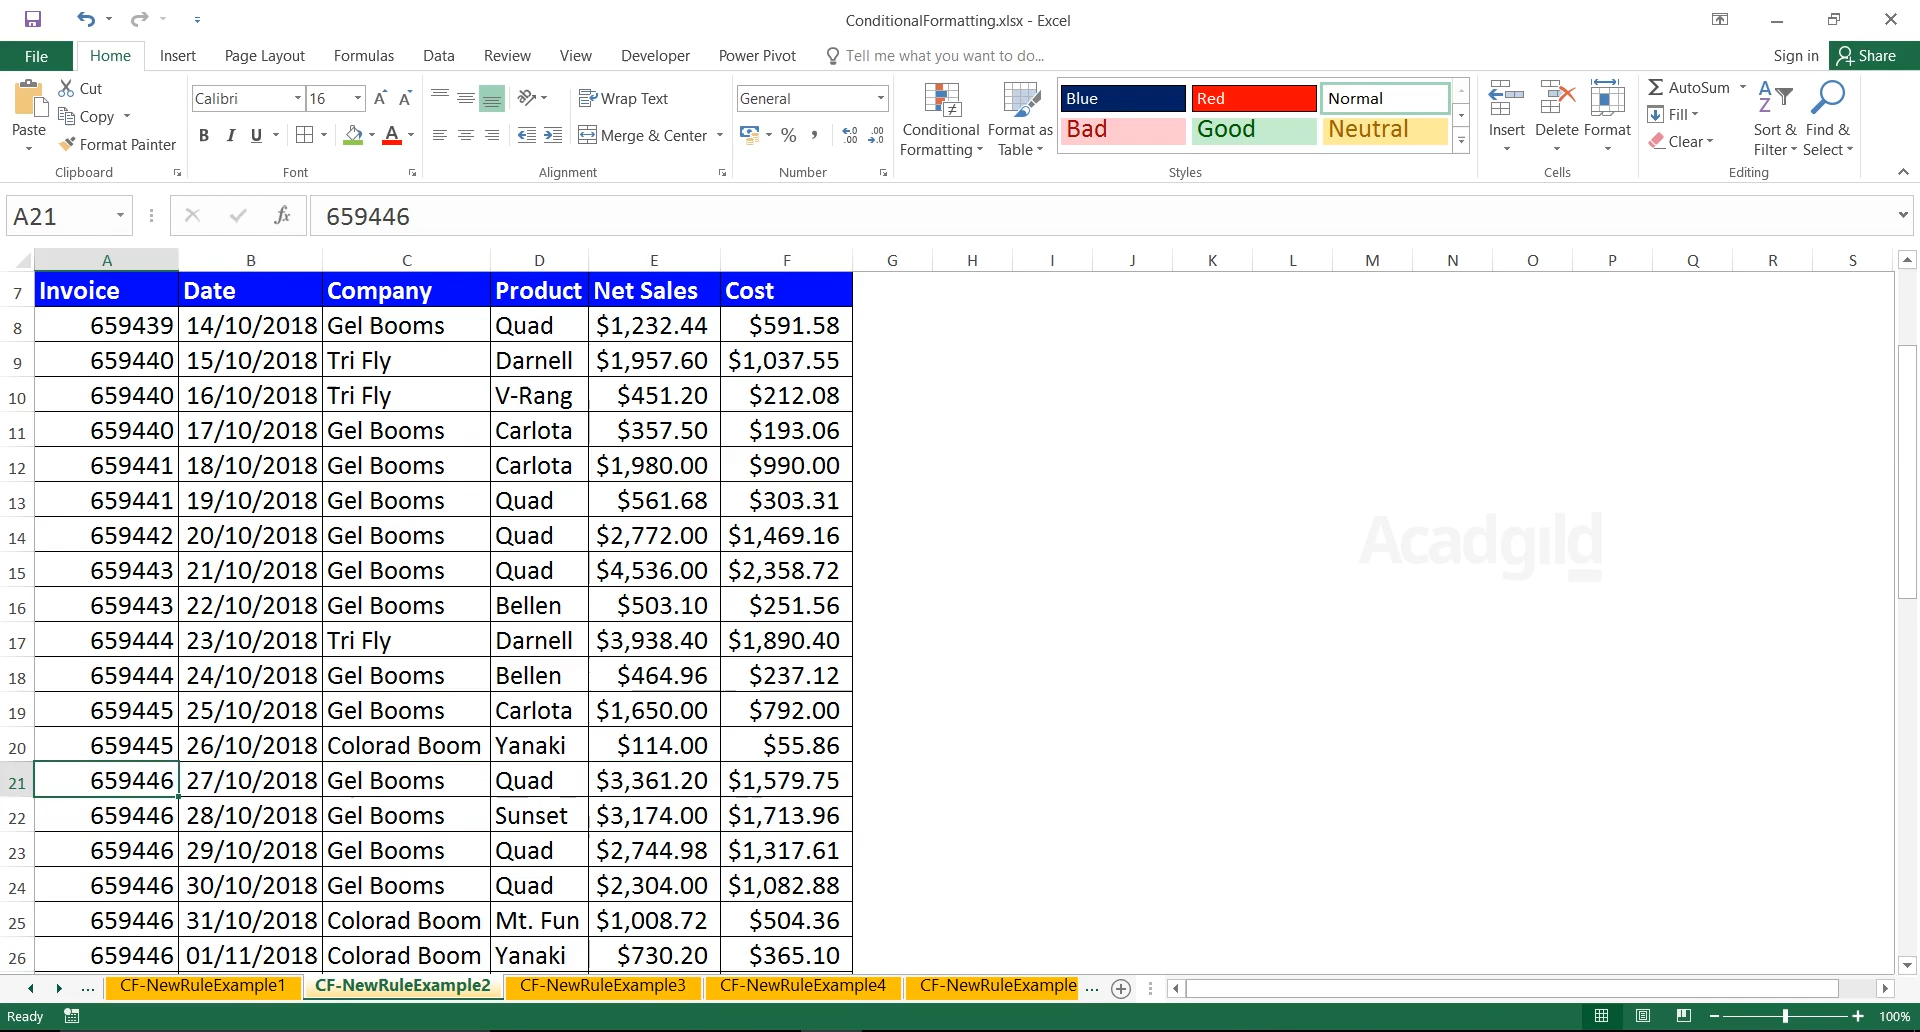 ConditionalFormatting.xlsx - Excel
File Home Insert Page Layout Formulas Data Review View Developer Power Pivot Tell me what you want to do... Sign in Share
Paste
Cut
Copy
Format Painter
Clipboard
Calibri 16
B I U
Font
Wrap Text
Merge & Center
Alignment
General
Number
Conditional Formatting
Format as Table
Blue Red Normal
Bad Good Neutral
Styles
Insert Delete Format
Cells
AutoSum
Fill
Clear
Sort & Filter
Find & Select
Editing
A21 fx 659446
A B C D E F G H I J K L M N O P Q R S
7 Invoice Date Company Product Net Sales Cost
8 659439 14/10/2018 Gel Booms Quad $1,232.44 $591.58
9 659440 15/10/2018 Tri Fly Darnell $1,957.60 $1,037.55
10 659440 16/10/2018 Tri Fly V-Rang $451.20 $212.08
11 659440 17/10/2018 Gel Booms Carlota $357.50 $193.06
12 659441 18/10/2018 Gel Booms Carlota $1,980.00 $990.00
13 659441 19/10/2018 Gel Booms Quad $561.68 $303.31
14 659442 20/10/2018 Gel Booms Quad $2,772.00 $1,469.16
15 659443 21/10/2018 Gel Booms Quad $4,536.00 $2,358.72
16 659443 22/10/2018 Gel Booms Bellen $503.10 $251.56
17 659444 23/10/2018 Tri Fly Darnell $3,938.40 $1,890.40
18 659444 24/10/2018 Gel Booms Bellen $464.96 $237.12
19 659445 25/10/2018 Gel Booms Carlota $1,650.00 $792.00
20 659445 26/10/2018 Colorad Boom Yanaki $114.00 $55.86
21 659446 27/10/2018 Gel Booms Quad $3,361.20 $1,579.75
22 659446 28/10/2018 Gel Booms Sunset $3,174.00 $1,713.96
23 659446 29/10/2018 Gel Booms Quad $2,744.98 $1,317.61
24 659446 30/10/2018 Gel Booms Quad $2,304.00 $1,082.88
25 659446 31/10/2018 Colorad Boom Mt. Fun $1,008.72 $504.36
26 659446 01/11/2018 Colorad Boom Yanaki $730.20 $365.10
Acadgild
... CF-NewRuleExample1 CF-NewRuleExample2 CF-NewRuleExample3 CF-NewRuleExample4 CF-NewRuleExample ...
Ready 100%